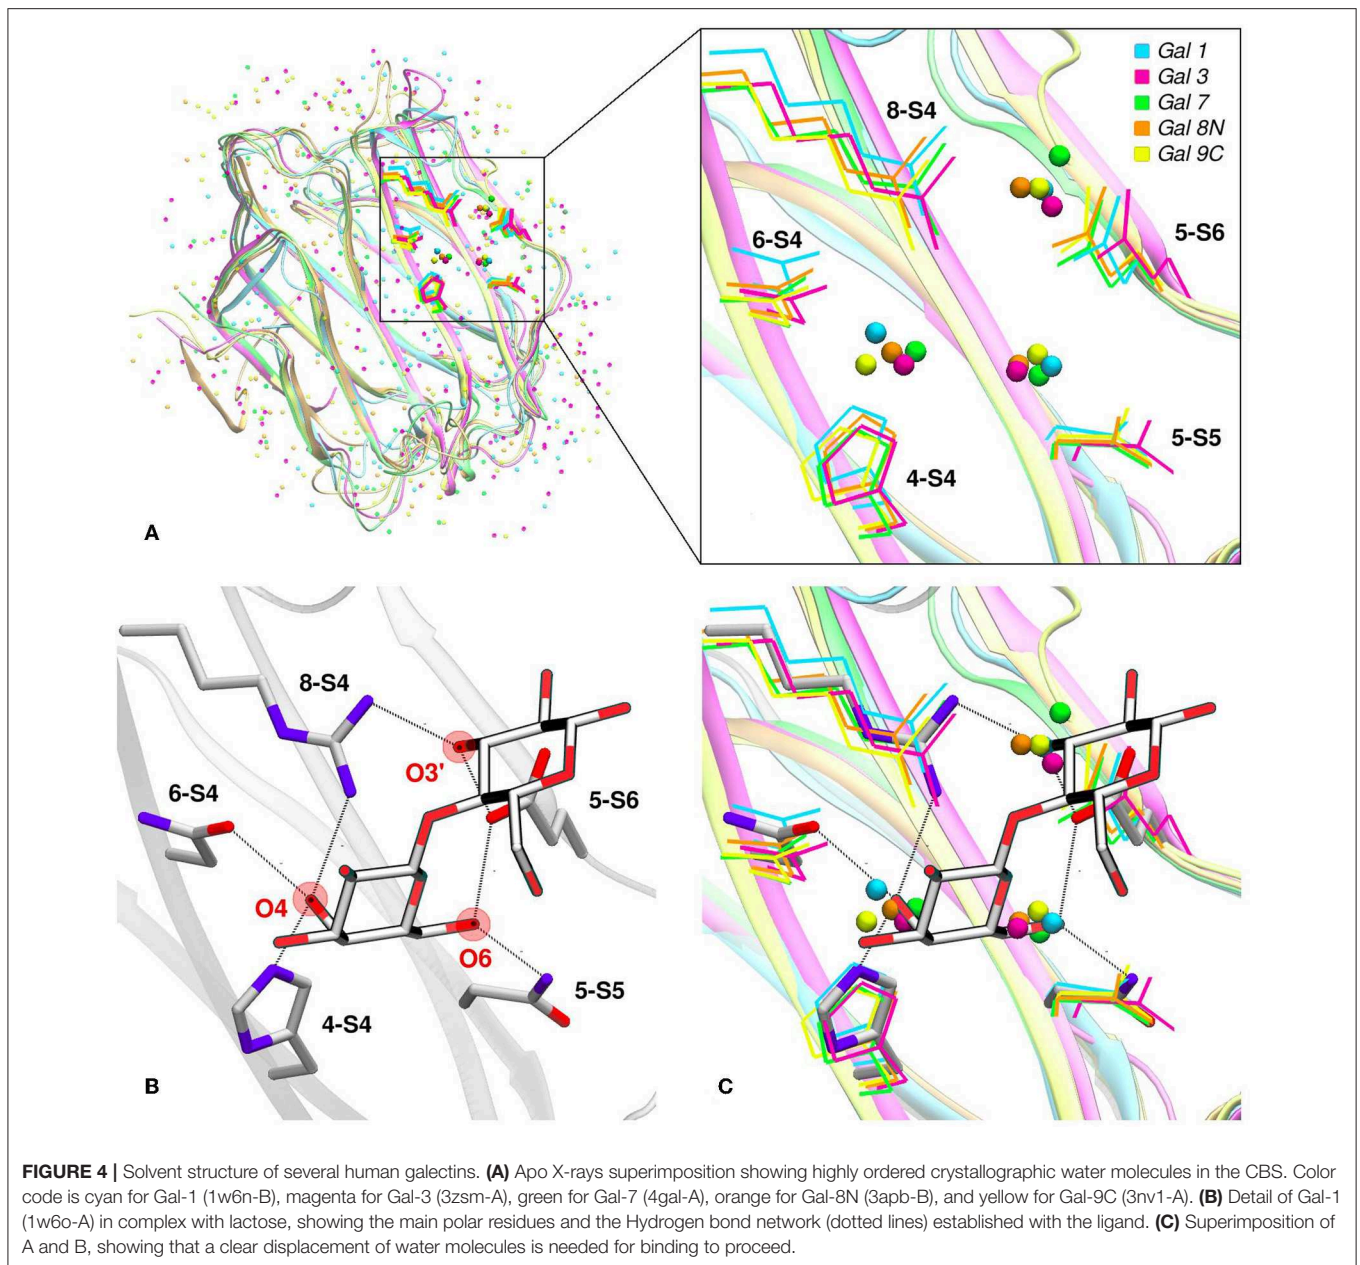 Gal 1
Gal 3
Gal 7
Gal 8N
Gal 9C
8-S4
6-S4
5-S6
5-S5
4-S4
A
8-S4
O3'
6-S4
5-S6
O4
O6
5-S5
4-S4
B
C
FIGURE 4 | Solvent structure of several human galectins. (A) Apo X-rays superimposition showing highly ordered crystallographic water molecules in the CBS. Color
code is cyan for Gal-1 (1w6n-B), magenta for Gal-3 (3zsm-A), green for Gal-7 (4gal-A), orange for Gal-8N (3apb-B), and yellow for Gal-9C (3nv1-A). (B) Detail of Gal-1
(1w6o-A) in complex with lactose, showing the main polar residues and the Hydrogen bond network (dotted lines) established with the ligand. (C) Superimposition of
A and B, showing that a clear displacement of water molecules is needed for binding to proceed.